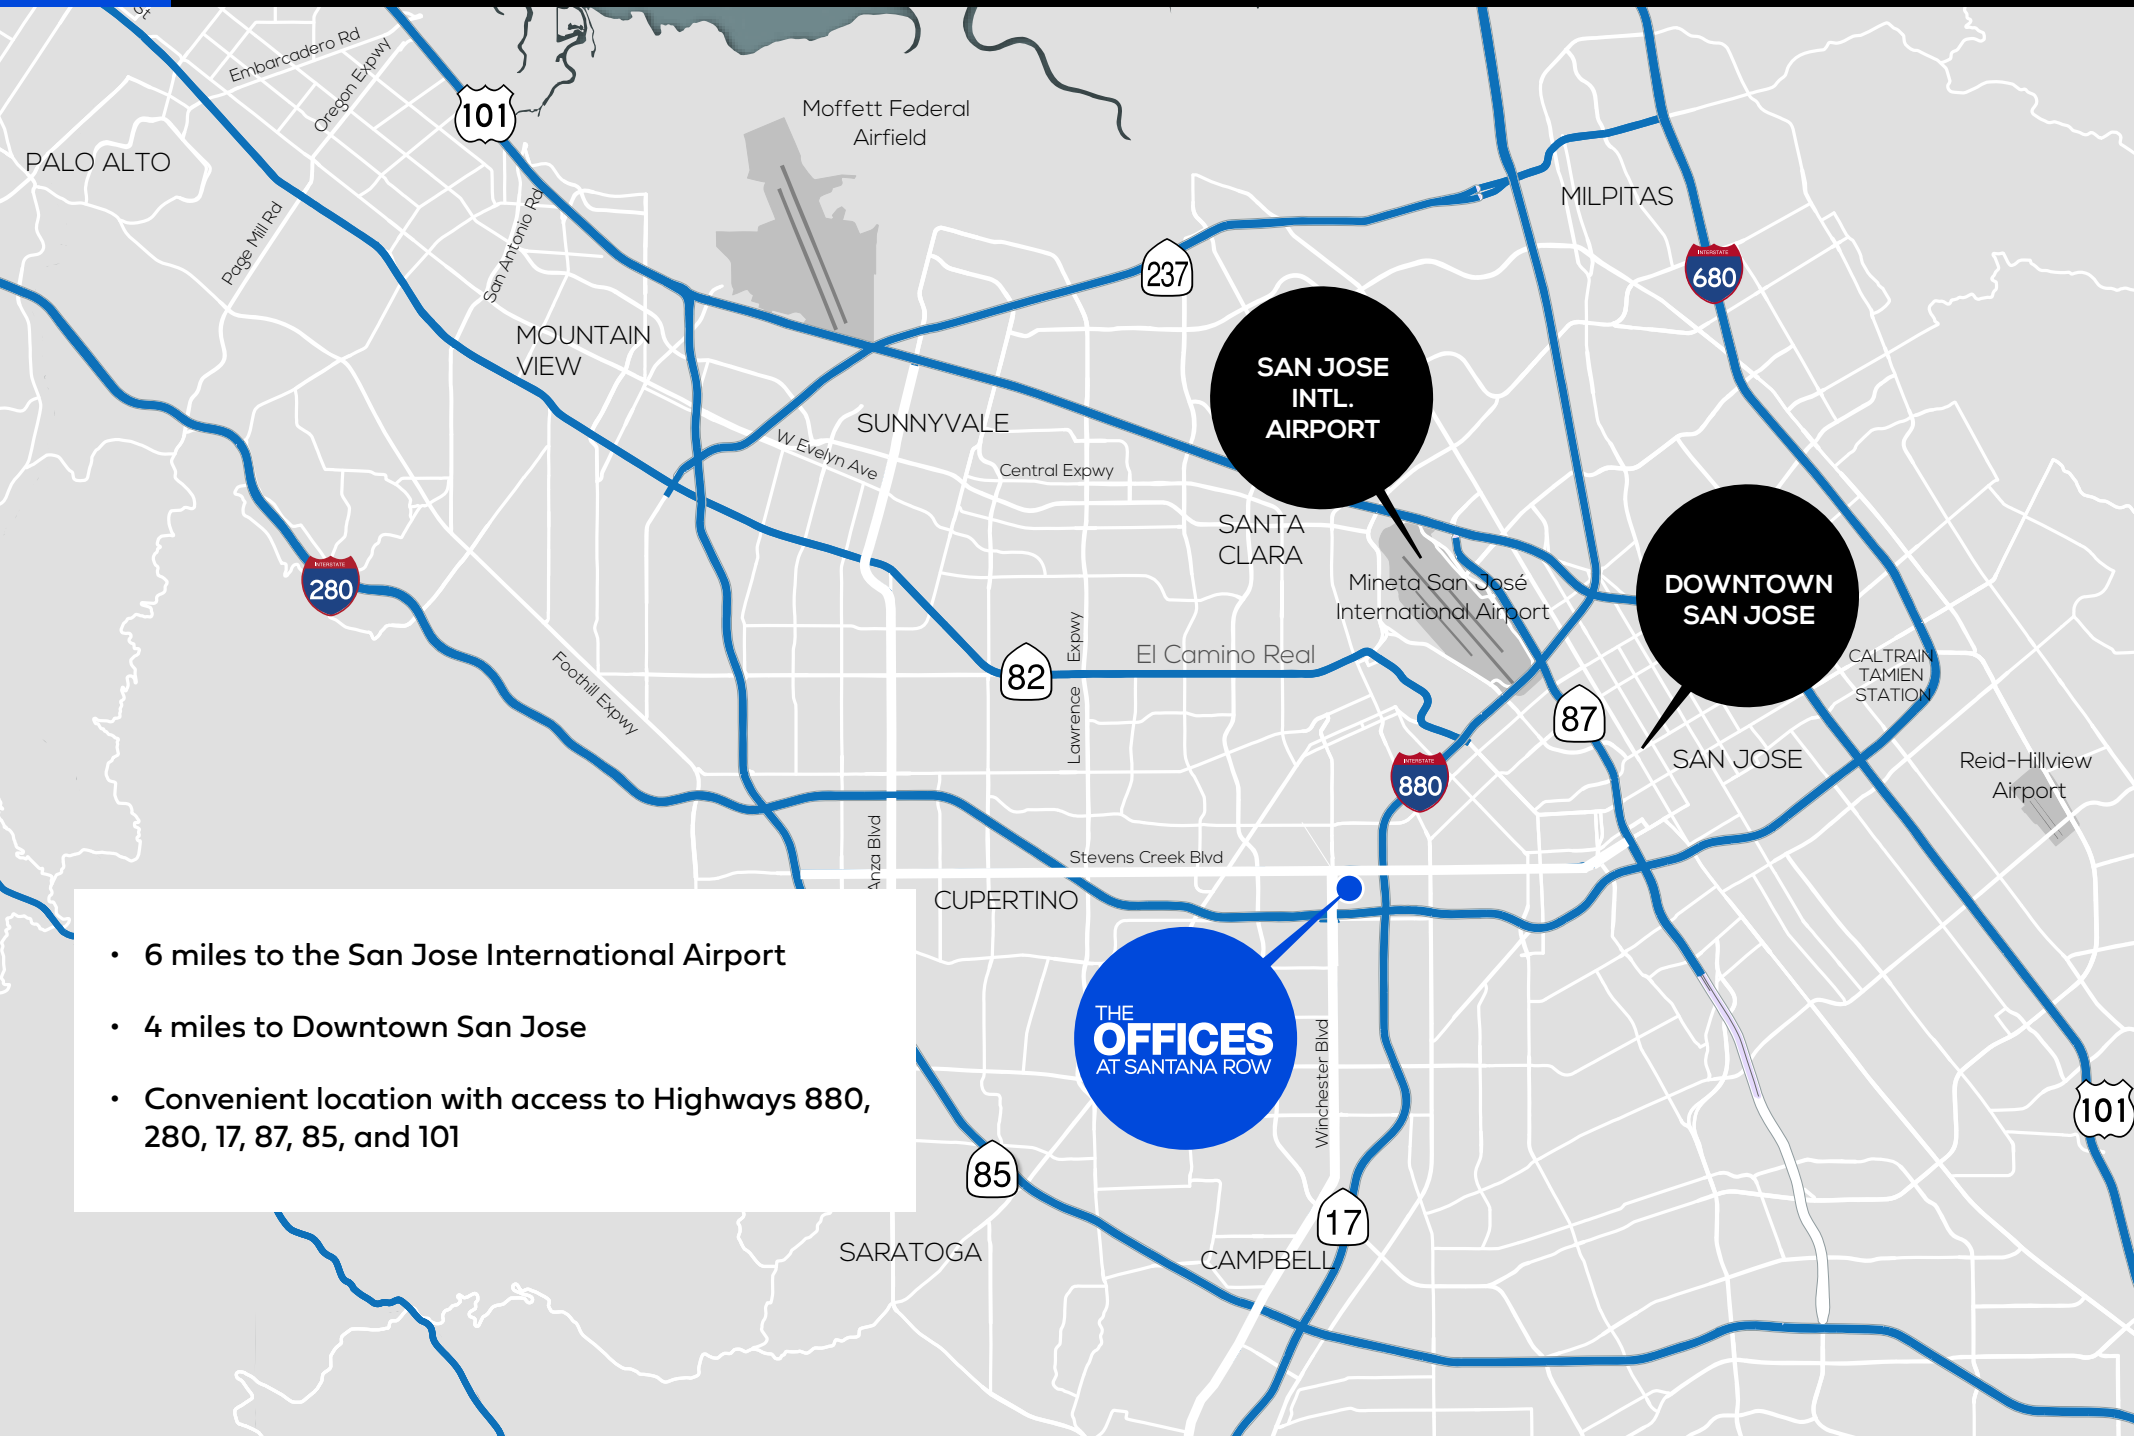 St
Embarcadero Rd
Oregon Expwy
101
Moffett Federal
Airfield
PALO ALTO
Page Mill Rd
San Antonio Rd
MILPITAS
237
INTERSTATE
680
MOUNTAIN
VIEW
SAN JOSE
INTL.
AIRPORT
SUNNYVALE
W Evelyn Ave
Central Expwy
SANTA
CLARA
INTERSTATE
280
Mineta San José
International Airport
DOWNTOWN
SAN JOSE
Foothill Expwy
82
Lawrence Expwy
El Camino Real
CALTRAIN
TAMIEN
STATION
87
SAN JOSE
INTERSTATE
880
Reid-Hillview
Airport
Anza Blvd
Stevens Creek Blvd
CUPERTINO
• 6 miles to the San Jose International Airport
• 4 miles to Downtown San Jose
• Convenient location with access to Highways 880,
280, 17, 87, 85, and 101
THE
OFFICES
AT SANTANA ROW
Winchester Blvd
101
85
17
SARATOGA
CAMPBELL